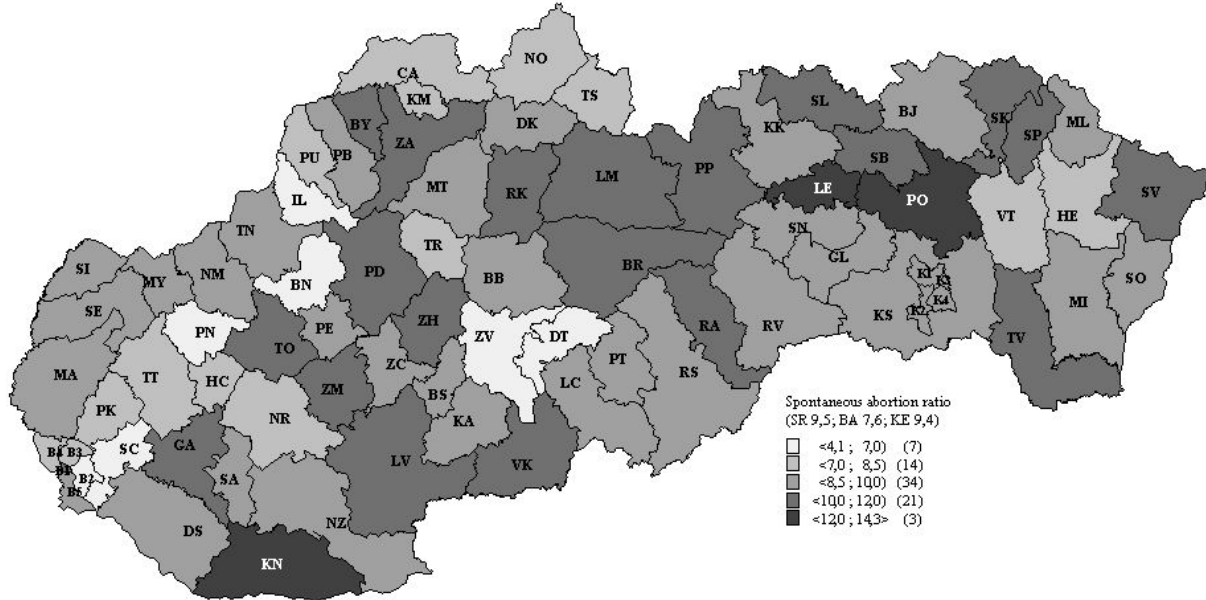 NO
CA
TS
KM
SL
BJ
BY
KK
SK
SP
ML
DK
ZA
PU
PB
SB
LM
PP
SV
LE
MT
RK
IL
PO
VT
HE
TN
TR
SN
GL
BR
SI
NM
MY
PD
BB
K1
K3
SO
BN
K4
MI
SE
K2
KS
PN
PE
ZH
RA
RV
TO
ZV
DT
TV
ZC
PT
MA
TT
HC
ZM
LC
RS
BS
PK
NR
KA
SC
GA
B4
B3
B1
B2
B5
SA
LV
VK
DS
NZ
KN
Spontaneous abortion ratio
(SR 9,5; BA 7,6; KE 9,4)
<4,1 ; 7,0) (7)
<7,0 ; 8,5) (14)
<8,5 ; 10,0) (34)
<10,0 ; 12,0) (21)
<12,0 ; 14,3> (3)